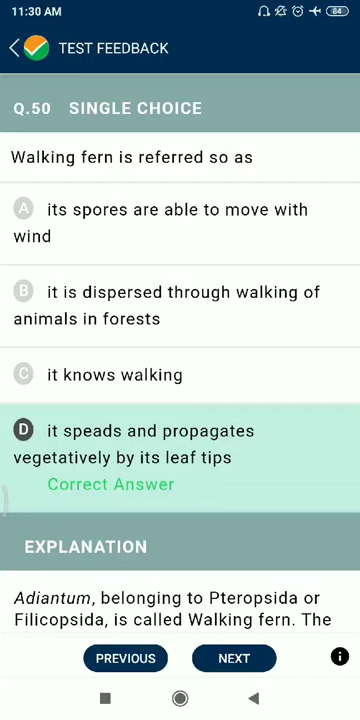 11:30 AM
84
TEST FEEDBACK
Q.50 SINGLE CHOICE
Walking fern is referred so as
A its spores are able to move with
wind
B it is dispersed through walking of
animals in forests
C it knows walking
D it speads and propagates
vegetatively by its leaf tips
Correct Answer
EXPLANATION
Adiantum, belonging to Pteropsida or
Filicopsida, is called Walking fern. The
PREVIOUS
NEXT